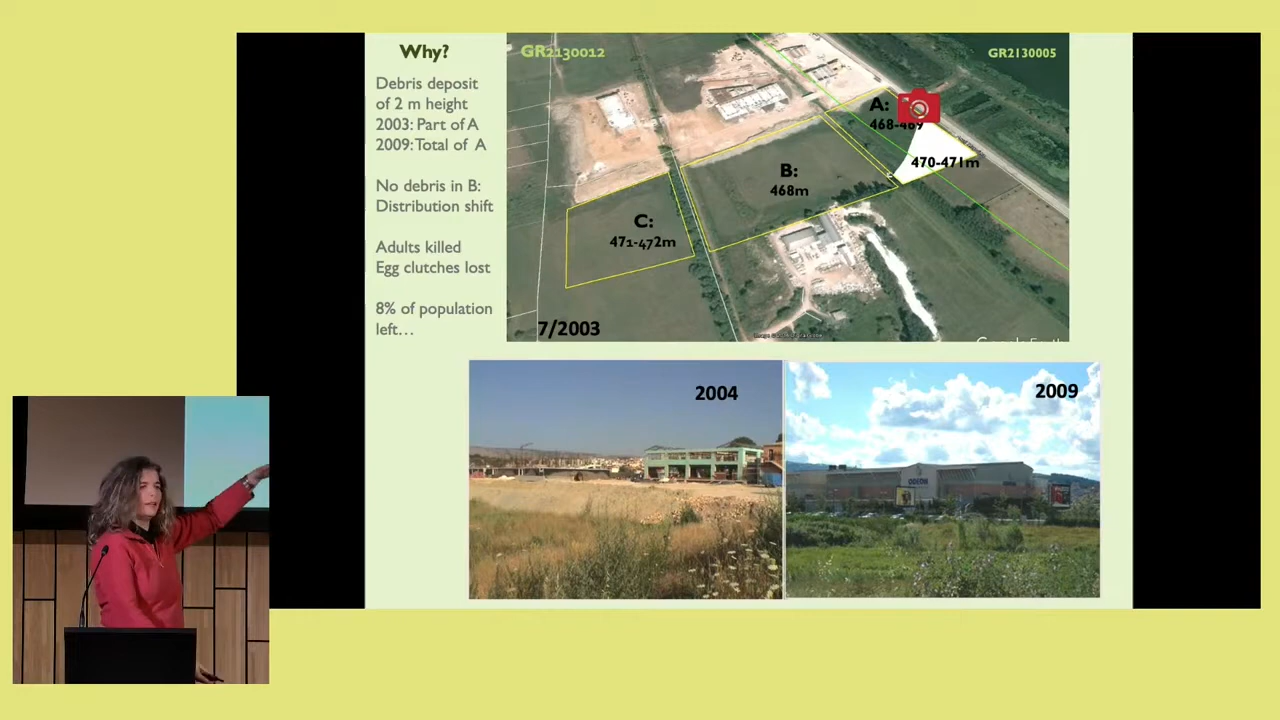 Why?
Debris deposit
of 2 m height
2003: Part of A
2009: Total of A
No debris in B:
Distribution shift
Adults killed
Egg clutches lost
8% of population
left…
GR2130012
GR2130005
A:
468-469
470-471m
B:
468m
C:
471-472m
7/2003
2004
2009
ODEON